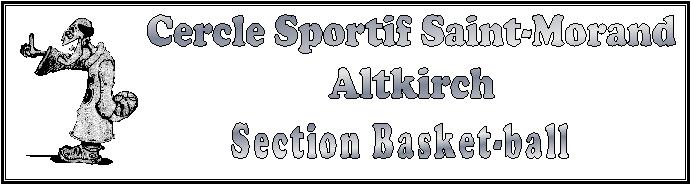 Cercle Sportif Saint-Morand
Altkirch
Section Basket-ball